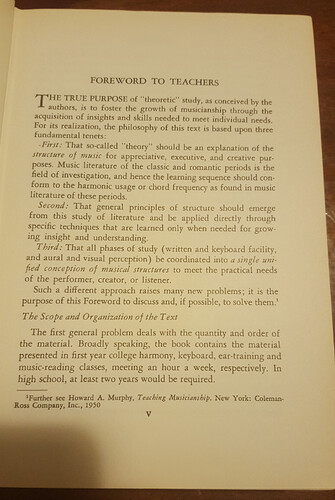 FOREWORD TO TEACHERS
THE TRUE PURPOSE of "theoretic" study, as conceived by the
authors, is to foster the growth of musicianship through the
acquisition of insights and skills needed to meet individual needs.
For its realization, the philosophy of this text is based upon three
fundamental tenets:
First: That so-called "theory" should be an explanation of the
structure of music for appreciative, executive, and creative pur-
poses. Music literature of the classic and romantic periods is the
field of investigation, and hence the learning sequence should con-
form to the harmonic usage or chord frequency as found in music
literature of these periods.
Second: That general principles of structure should emerge
from this study of literature and be applied directly through
specific techniques that are learned only when needed for grow-
ing insight and understanding.
Third: That all phases of study (written and keyboard facility,
and aural and visual perception) be coordinated into a single uni-
fied conception of musical structures to meet the practical needs
of the performer, creator, or listener.
Such a different approach raises many new problems; it is the
purpose of this Foreword to discuss and, if possible, to solve them.¹
The Scope and Organization of the Text
The first general problem deals with the quantity and order of
the material. Broadly speaking, the book contains the material
presented in first year college harmony, keyboard, ear-training and
music-reading classes, meeting an hour a week, respectively. In
high school, at least two years would be required.
¹Further see Howard A. Murphy, Teaching Musicianship. New York: Coleman-
Ross Company, Inc., 1950
V